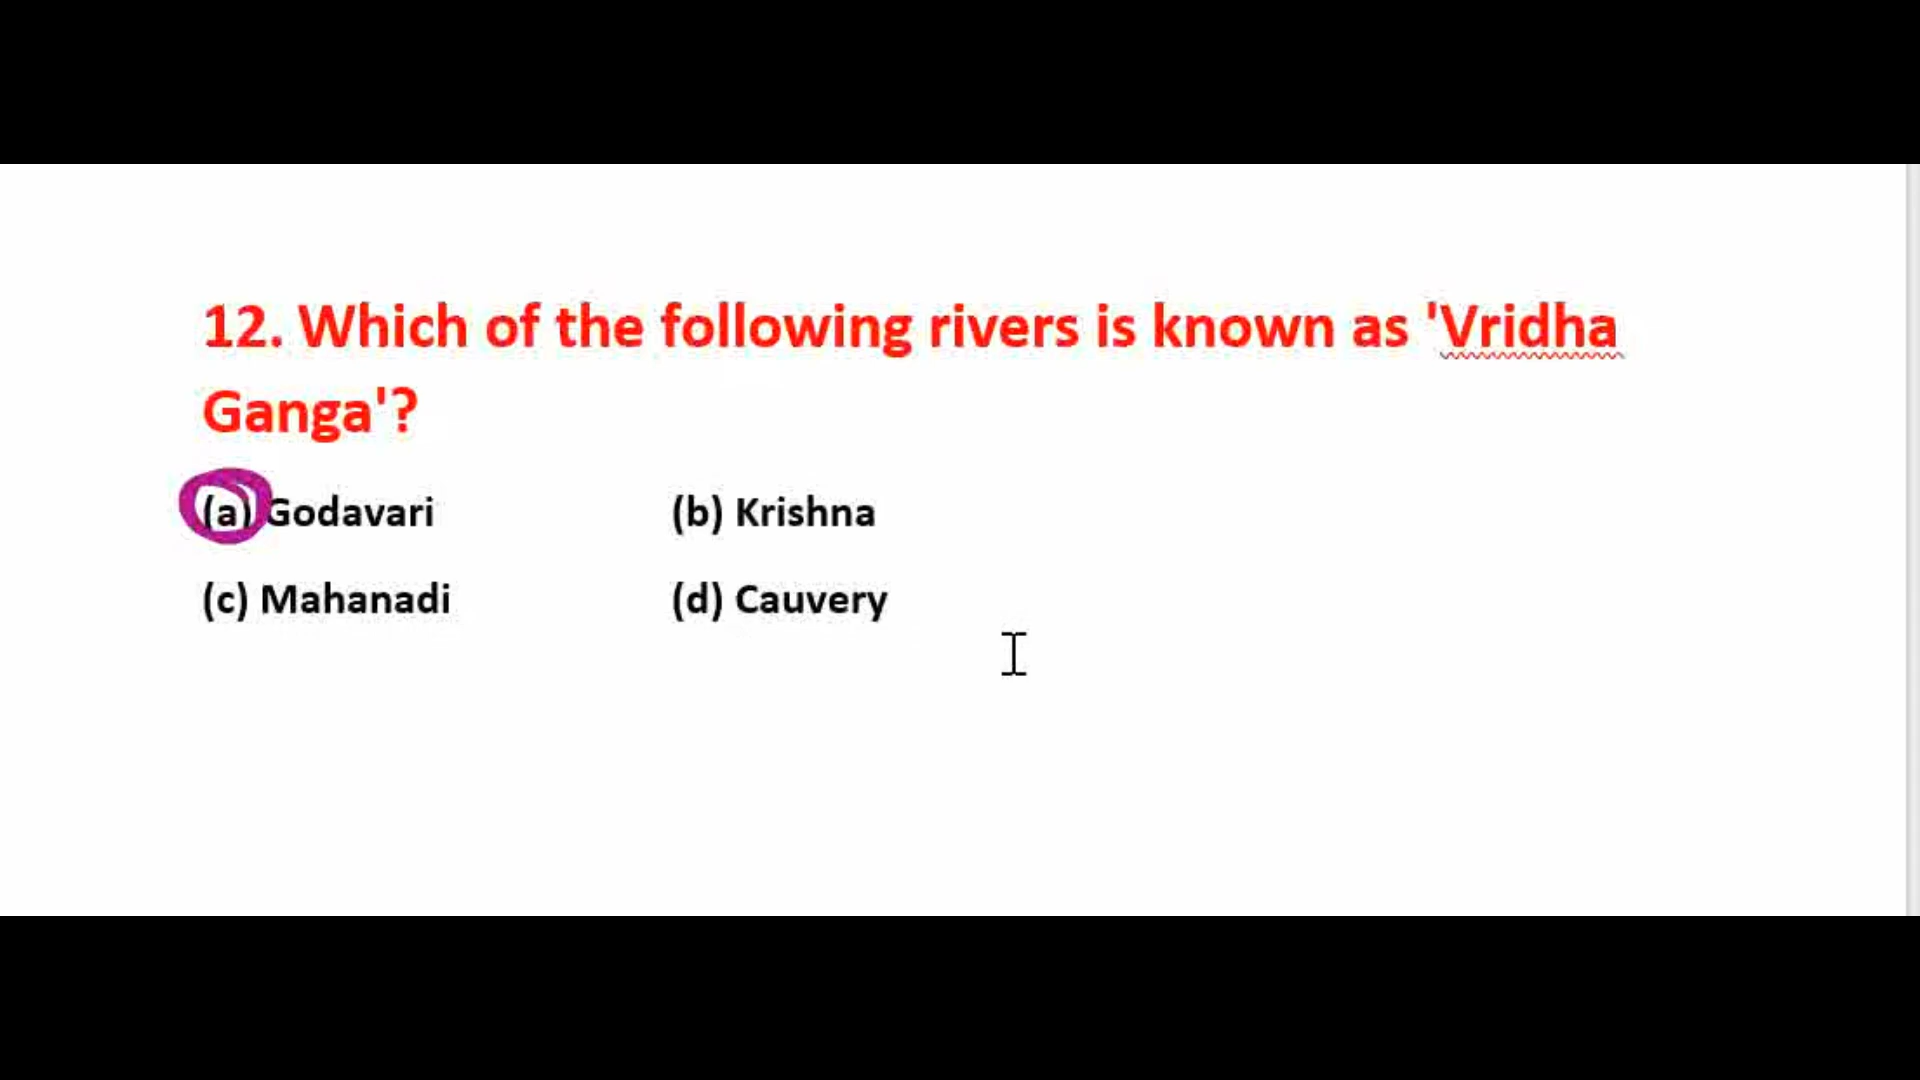 12. Which of the following rivers is known as 'Vridha
Ganga'?
(a) Godavari (b) Krishna
(c) Mahanadi (d) Cauvery